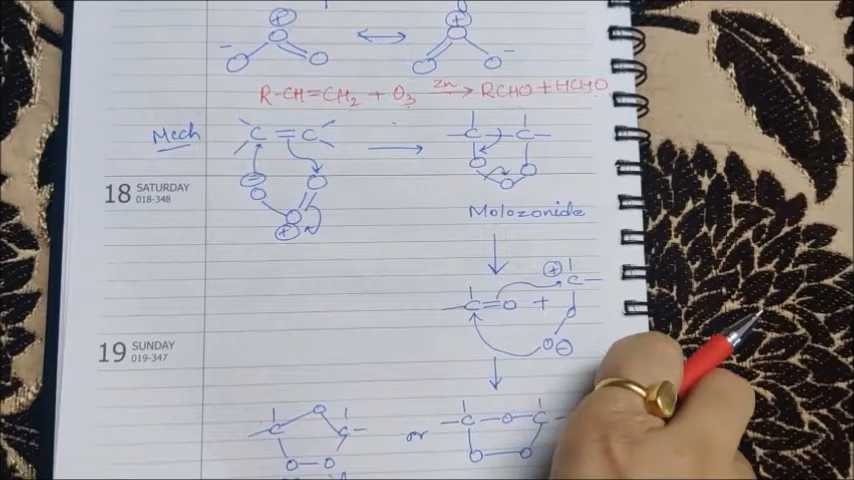 R-CH=CH2 + O3 Zn → RCHO + HCHO
Mech
C = C → C C
O O O O
18 SATURDAY
018-348
O
Molozonide
C
C=O + O
19 SUNDAY
019-347
O
C O C or C O C
O-O O O